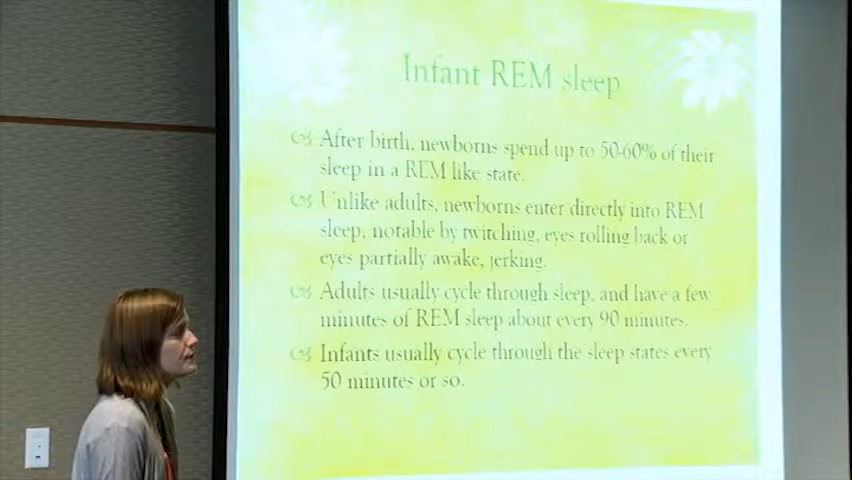 Infant REM sleep
After birth, newborns spend up to 50-60% of their
sleep in a REM like state.
Unlike adults, newborns enter directly into REM
sleep, notable by twitching, eyes rolling back or
eyes partially awake, jerking.
Adults usually cycle through sleep, and have a few
minutes of REM sleep about every 90 minutes.
Infants usually cycle through the sleep states every
50 minutes or so.